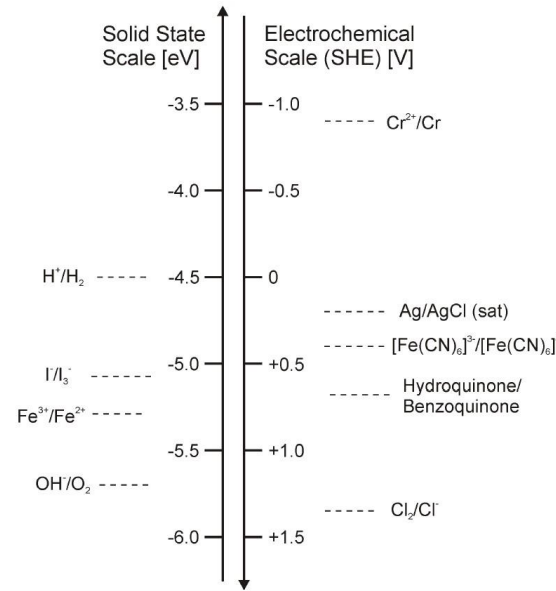 Solid State
Scale [eV]
Electrochemical
Scale (SHE) [V]
-3.5
-1.0
Cr²⁺/Cr
-4.0
-0.5
H⁺/H₂
-4.5
0
Ag/AgCl (sat)
[Fe(CN)₆]³⁻/[Fe(CN)₆]
-5.0
+0.5
I⁻/I₃⁻
Hydroquinone/
Benzoquinone
Fe³⁺/Fe²⁺
-5.5
+1.0
OH⁻/O₂
Cl₂/Cl⁻
-6.0
+1.5